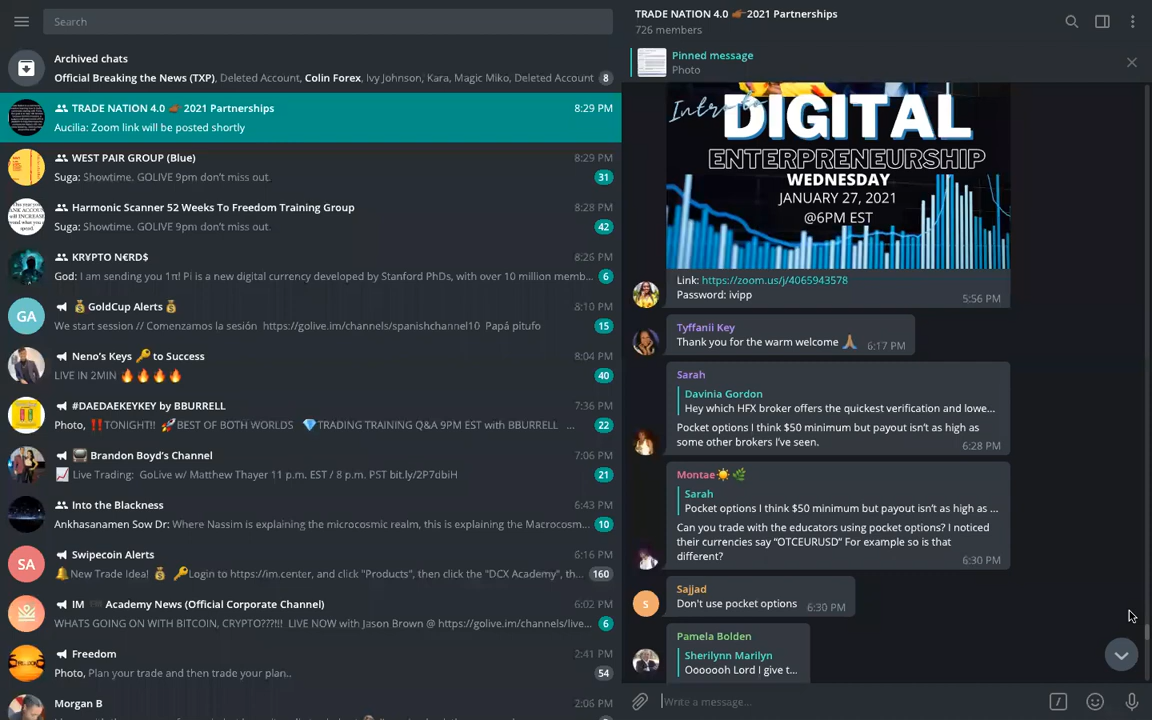 Search
Archived chats
Official Breaking the News (TXP), Deleted Account, Colin Forex, Ivy Johnson, Kara, Magic Miko, Deleted Account 8
TRADE NATION 4.0 👉🏾2021 Partnerships 8:29 PM
Aucilia: Zoom link will be posted shortly
WEST PAIR GROUP (Blue) 8:29 PM
Suga: Showtime. GOLIVE 9pm don't miss out. 31
Harmonic Scanner 52 Weeks To Freedom Training Group 8:28 PM
Suga: Showtime. GOLIVE 9pm don't miss out. 42
KR¥PTO N€RD$ 8:26 PM
God: I am sending you 1π! Pi is a new digital currency developed by Stanford PhDs, with over 10 million memb... 6
GA
💰GoldCup Alerts💰 8:10 PM
We start session // Comenzamos la sesión https://golive.im/channels/spanishchannel10 Papá pitufo 15
Neno's Keys 🔑 to Success 8:04 PM
LIVE IN 2MIN 🔥🔥🔥🔥 40
#DAEDAEKEYKEY by BBURRELL 7:36 PM
Photo, ‼️TONIGHT!! 🚀BEST OF BOTH WORLDS 💎TRADING TRAINING Q&A 9PM EST with BBURRELL ... 22
Brandon Boyd's Channel 7:06 PM
📈 Live Trading: GoLive w/ Matthew Thayer 11 p.m. EST / 8 p.m. PST bit.ly/2P7dbiH 21
Into the Blackness 6:43 PM
Ankhasanamen Sow Dr: Where Nassim is explaining the microcosmic realm, this is explaining the Macrocosm... 10
SA
Swipecoin Alerts 6:16 PM
🔔New Trade Idea! 💰 🔑Login to https://im.center, and click "Products", then click the "DCX Academy", th... 160
IM Academy News (Official Corporate Channel) 6:02 PM
WHATS GOING ON WITH BITCOIN, CRYPTO???!!! LIVE NOW with Jason Brown @ https://golive.im/channels/live... 6
Freedom 2:41 PM
Photo, Plan your trade and then trade your plan.. 54
Morgan B 2:06 PM
TRADE NATION 4.0 👉🏾2021 Partnerships
726 members
Pinned message
Photo
Intro to
DIGITAL
ENTERPRENEURSHIP
WEDNESDAY
JANUARY 27, 2021
@6PM EST
Link: https://zoom.us/j/4065943578
Password: ivipp 5:56 PM
Tyffanii Key
Thank you for the warm welcome 🙏🏾 6:17 PM
Sarah
Davinia Gordon
Hey which HFX broker offers the quickest verification and lowe...
Pocket options I think $50 minimum but payout isn't as high as
some other brokers I've seen. 6:28 PM
Montae☀️🌿
Sarah
Pocket options I think $50 minimum but payout isn't as high as ...
Can you trade with the educators using pocket options? I noticed
their currencies say "OTCEURUSD" For example so is that
different? 6:30 PM
S
Sajjad
Don't use pocket options 6:30 PM
Pamela Bolden
Sherilynn Marilyn
Ooooooh Lord I give t...
Write a message...